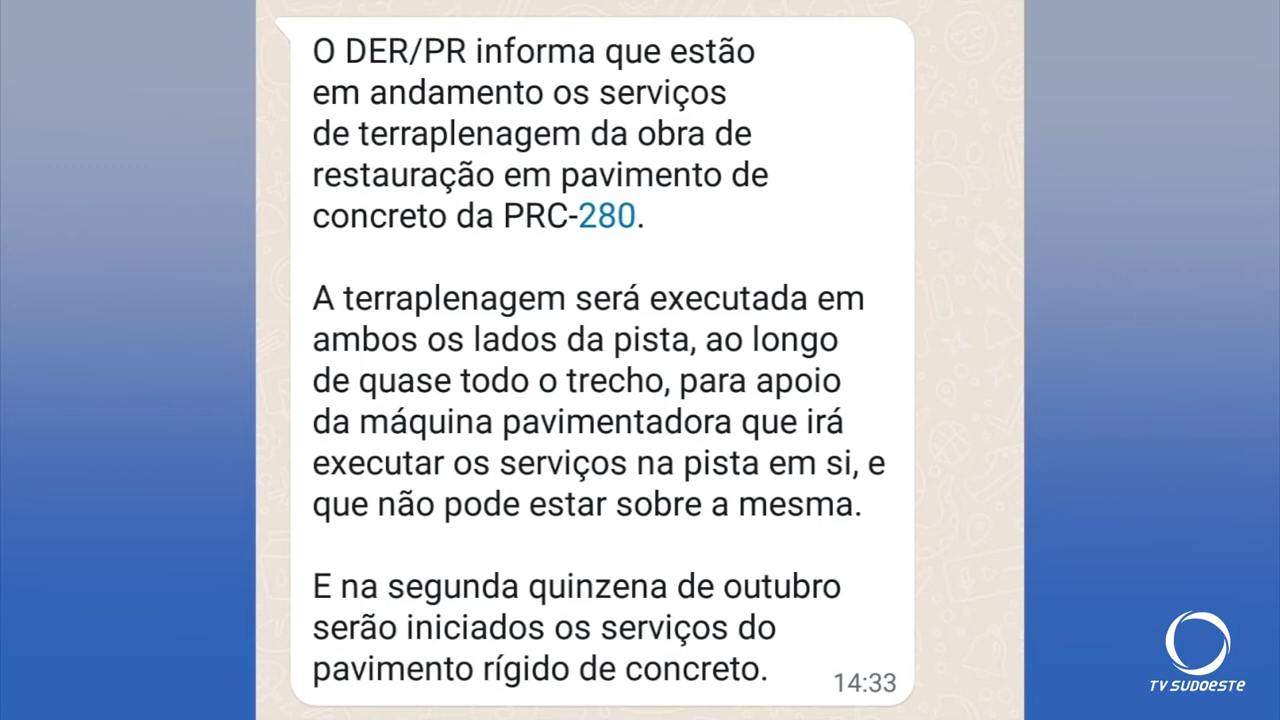 O DER/PR informa que estão
em andamento os serviços
de terraplenagem da obra de
restauração em pavimento de
concreto da PRC-280.
A terraplenagem será executada em
ambos os lados da pista, ao longo
de quase todo o trecho, para apoio
da máquina pavimentadora que irá
executar os serviços na pista em si, e
que não pode estar sobre a mesma.
E na segunda quinzena de outubro
serão iniciados os serviços do
pavimento rígido de concreto.
14:33
TV SUDOESTE